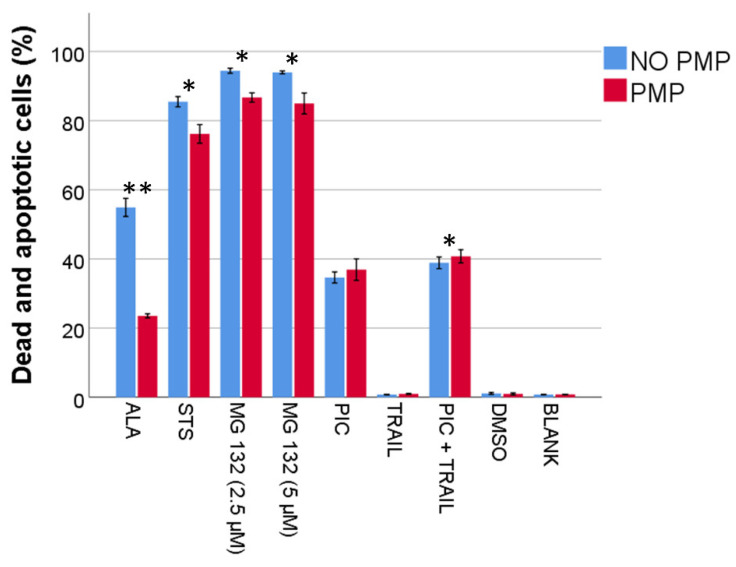 Dead and apoptotic cells (%)
100
80
60
40
20
0
**
*
*
*
*
NO PMP
PMP
ALA
STS
MG 132 (2.5 µM)
MG 132 (5 µM)
PIC
TRAIL
PIC + TRAIL
DMSO
BLANK